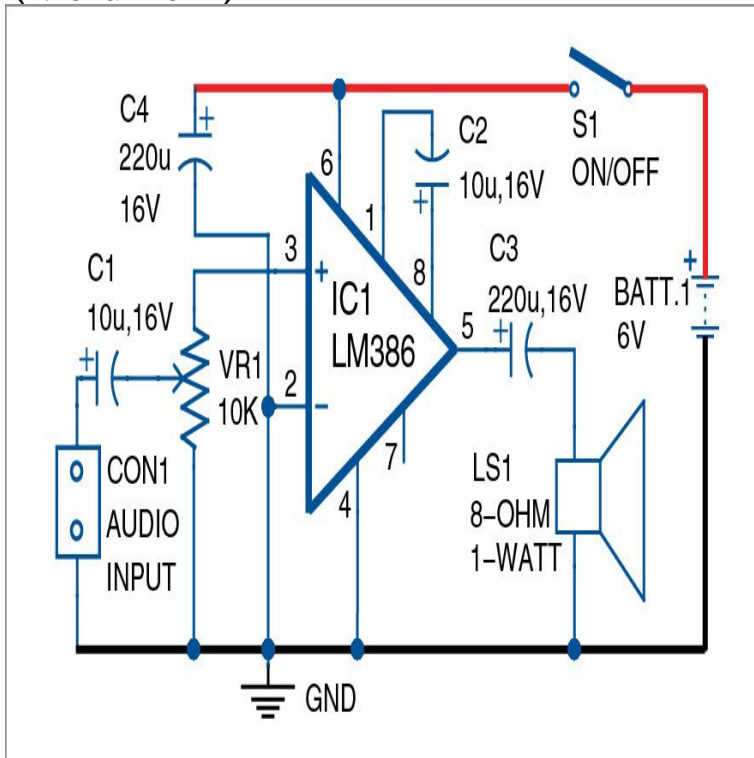 C4
220u
16V
+
6
1
C2
10u,16V
+
S1
ON/OFF
3
+
8
C1
10u,16V
+
IC1
LM386
C3
220u,16V
+
5
BATT.1
6V
+
VR1
10K
2
−
7
4
CON1
AUDIO
INPUT
LS1
8−OHM
1−WATT
GND